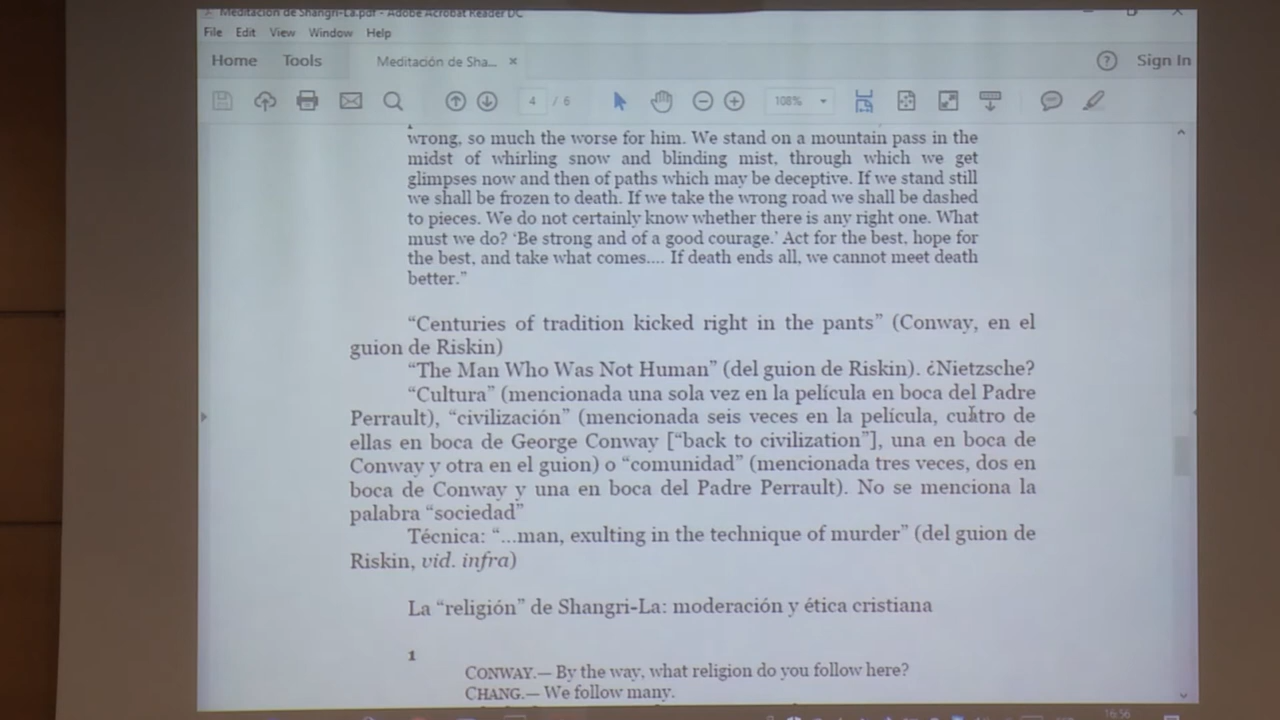 Meditación de Shangri-La.pdf - Adobe Acrobat Reader DC
File Edit View Window Help
Home Tools Meditación de Sha... × ? Sign In
4 / 6 108%
wrong, so much the worse for him. We stand on a mountain pass in the
midst of whirling snow and blinding mist, through which we get
glimpses now and then of paths which may be deceptive. If we stand still
we shall be frozen to death. If we take the wrong road we shall be dashed
to pieces. We do not certainly know whether there is any right one. What
must we do? ‘Be strong and of a good courage.’ Act for the best, hope for
the best, and take what comes.... If death ends all, we cannot meet death
better.”
“Centuries of tradition kicked right in the pants” (Conway, en el
guion de Riskin)
“The Man Who Was Not Human” (del guion de Riskin). ¿Nietzsche?
“Cultura” (mencionada una sola vez en la película en boca del Padre
Perrault), “civilización” (mencionada seis veces en la película, cuatro de
ellas en boca de George Conway [“back to civilization”], una en boca de
Conway y otra en el guion) o “comunidad” (mencionada tres veces, dos en
boca de Conway y una en boca del Padre Perrault). No se menciona la
palabra “sociedad”
Técnica: “...man, exulting in the technique of murder” (del guion de
Riskin, vid. infra)
La “religión” de Shangri-La: moderación y ética cristiana
1
CONWAY.— By the way, what religion do you follow here?
CHANG.— We follow many.
16:56